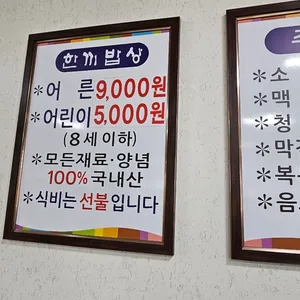 한끼밥상
*어 른 9,000원
*어린이 5,000원
(8세 이하)
*모든재료·양념
100% 국내산
*식비는 선불입니다
*소
*맥
*청
*막
*복
*음